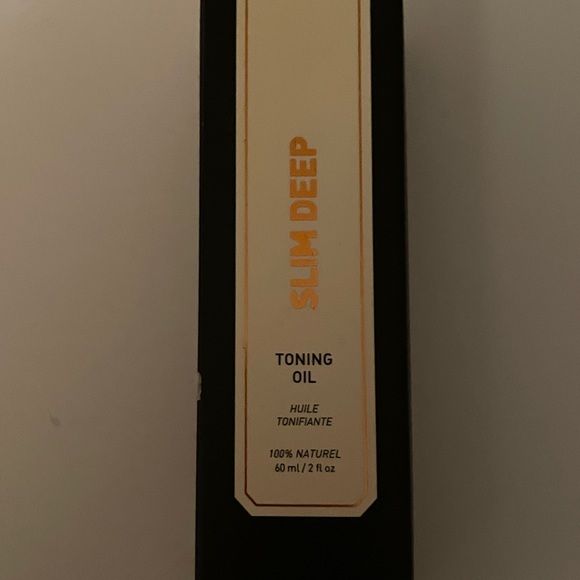 SLIM DEEP
TONING
OIL
HUILE
TONIFIANTE
100% NATUREL
60 ml / 2 fl oz